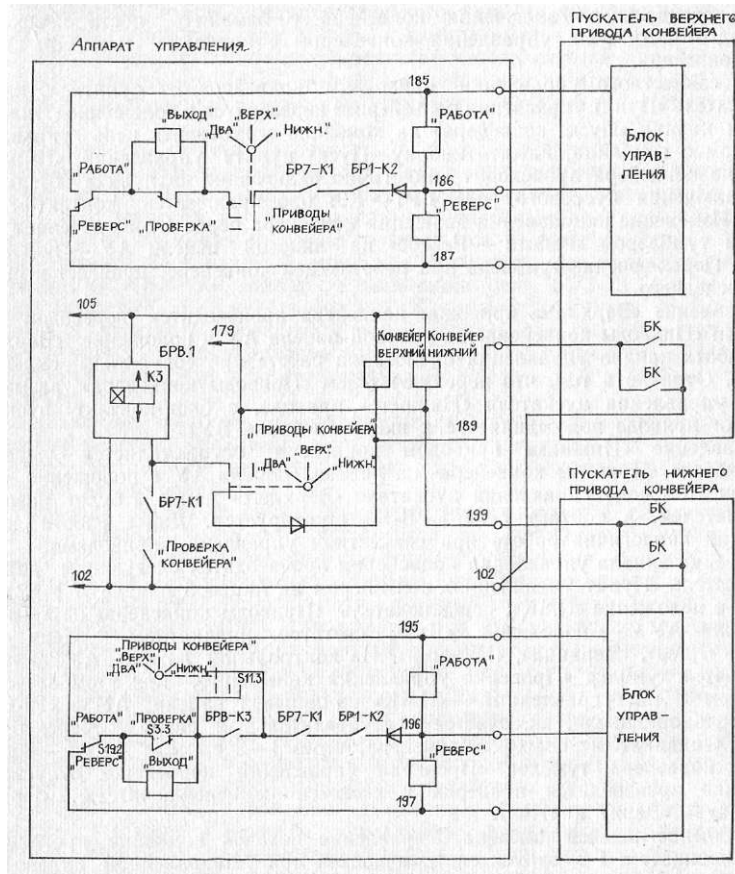 Пускатель верхнего
привода конвейера
Аппарат управления
185
„Выход"
„Верх."
„Два"
„Нижн."
„Работа"
Блок
управ-
ления
„Работа"
БР7-К1
БР1-К2
186
„Реверс"
„Реверс"
„Проверка"
„Приводы
конвейера"
187
105
179
БРВ.1
К3
Конвейер
верхний
Конвейер
нижний
БК
БК
189
„Приводы конвейера"
„Два"
„Верх."
„Нижн."
Пускатель нижнего
привода конвейера
БР7-К1
199
БК
„Проверка
конвейера"
БК
102
102
195
„Приводы конвейера"
„Верх."
„Два"
„Нижн."
S11.3
„Работа"
Блок
управ-
ления
„Работа"
„Проверка"
S3.3
БРВ-К3
БР7-К1
БР1-К2
196
S19.2
„Реверс"
„Выход"
„Реверс"
197